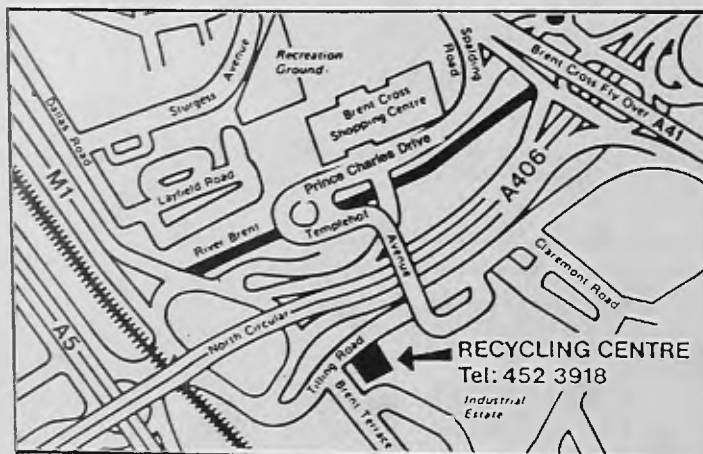 Spalding
Road
Brent Cross Fly Over
A41
Recreation
Ground
Avenue
Sturgess
Dallas Road
Brent Cross
Shopping Centre
M1
Layfield Road
Prince Charles Drive
A406
River Brent
Templehof
Avenue
Claremont Road
North Circular
A5
Tilling Road
RECYCLING CENTRE
Tel: 452 3918
Brent Terrace
Industrial
Estate